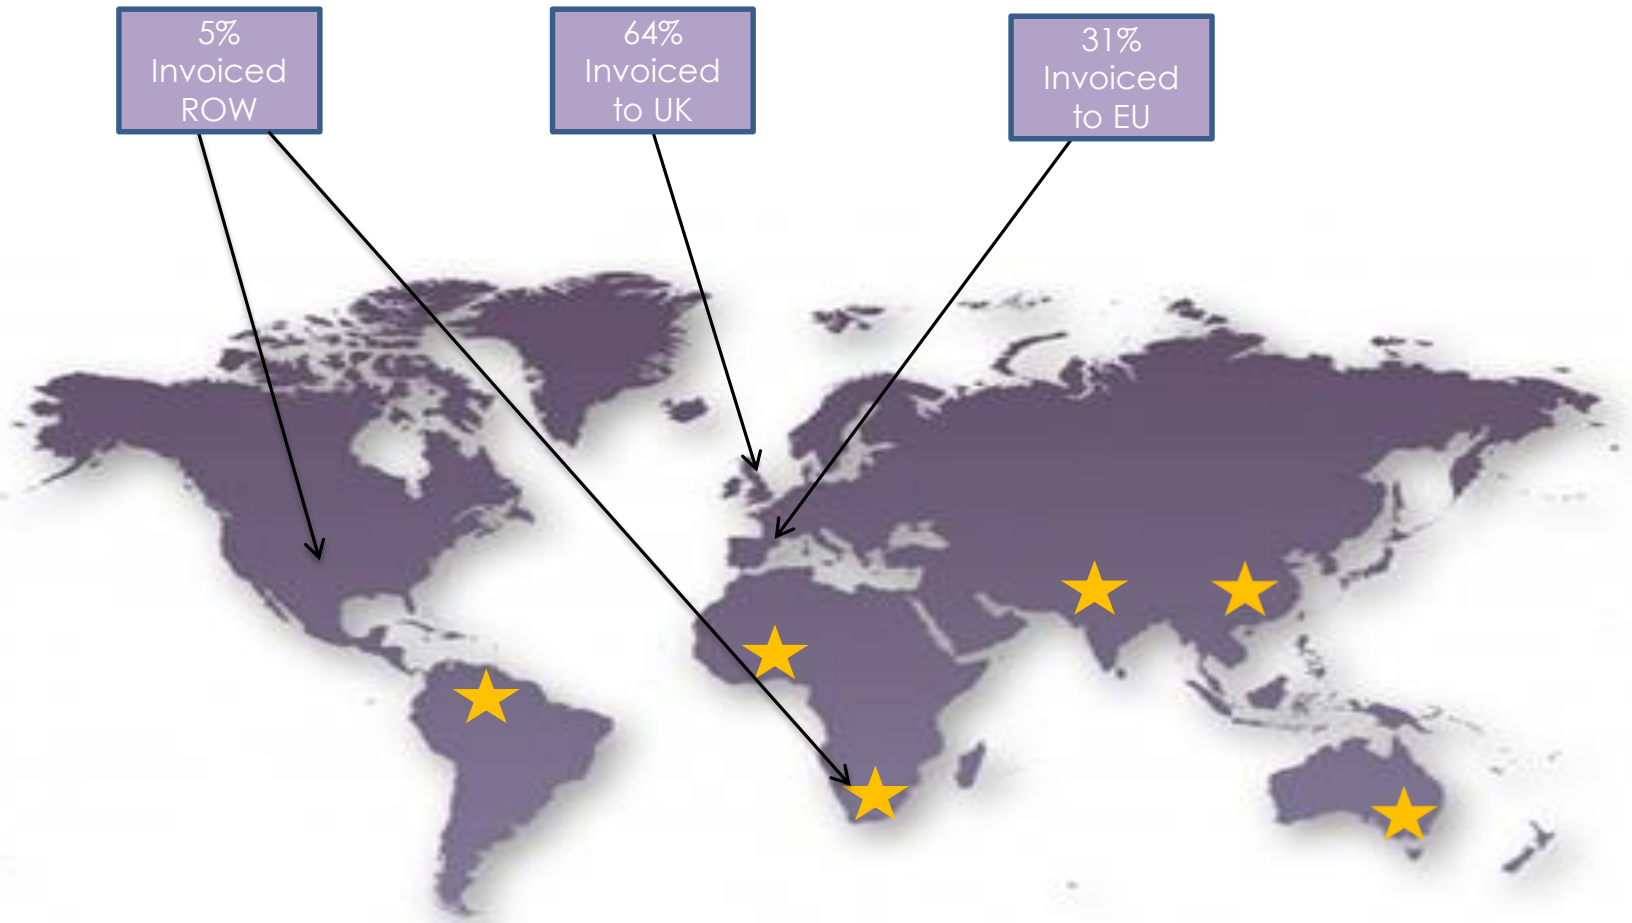 5%
Invoiced
ROW
64%
Invoiced
to UK
31%
Invoiced
to EU